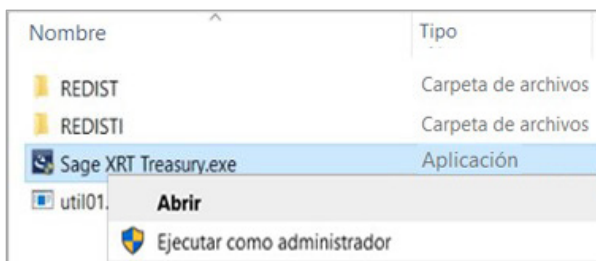 Nombre Tipo
REDIST Carpeta de archivos
REDISTI Carpeta de archivos
Sage XRT Treasury.exe Aplicación
util01.
Abrir
Ejecutar como administrador